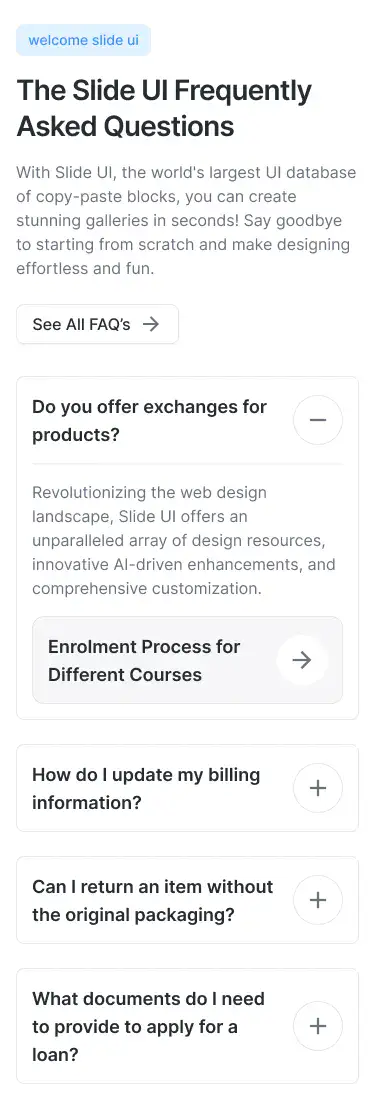 welcome slide ui
The Slide UI Frequently
Asked Questions
With Slide UI, the world's largest UI database
of copy-paste blocks, you can create
stunning galleries in seconds! Say goodbye
to starting from scratch and make designing
effortless and fun.
See All FAQ’s
Do you offer exchanges for
products?
Revolutionizing the web design
landscape, Slide UI offers an
unparalleled array of design resources,
innovative AI-driven enhancements, and
comprehensive customization.
Enrolment Process for
Different Courses
How do I update my billing
information?
Can I return an item without
the original packaging?
What documents do I need
to provide to apply for a
loan?